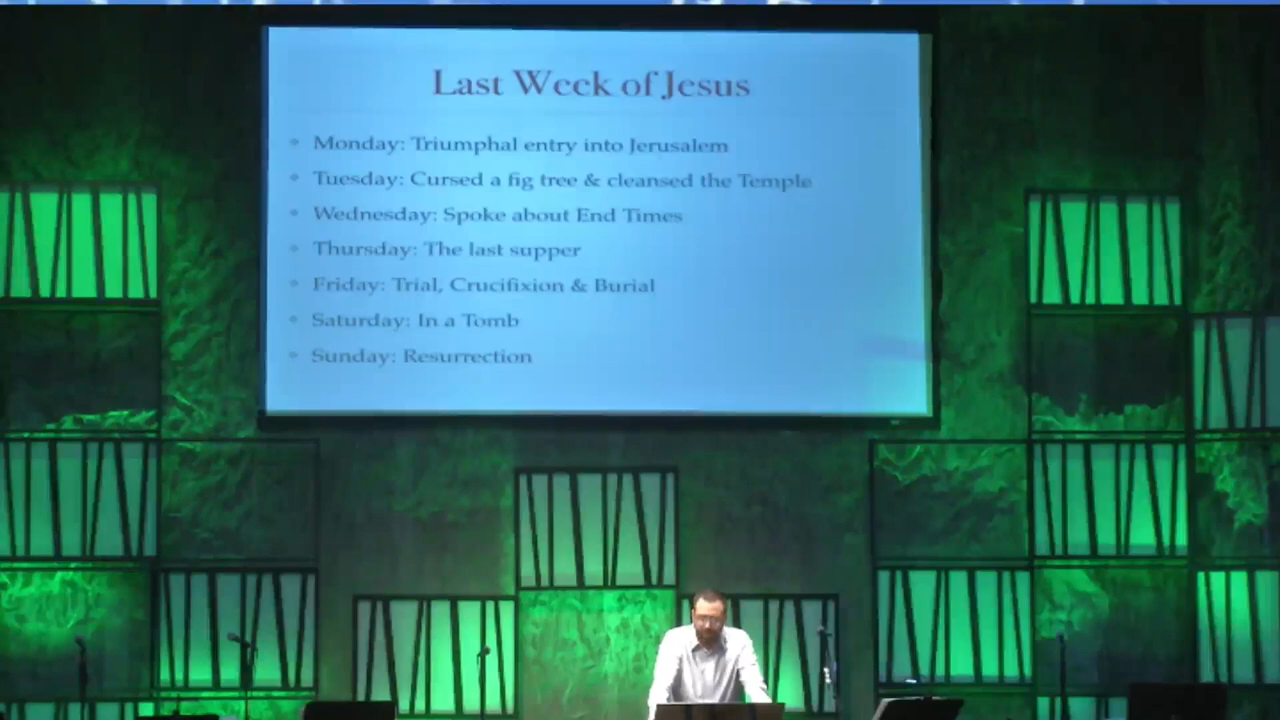 Last Week of Jesus
Monday: Triumphal entry into Jerusalem
Tuesday: Cursed a fig tree & cleansed the Temple
Wednesday: Spoke about End Times
Thursday: The last supper
Friday: Trial, Crucifixion & Burial
Saturday: In a Tomb
Sunday: Resurrection